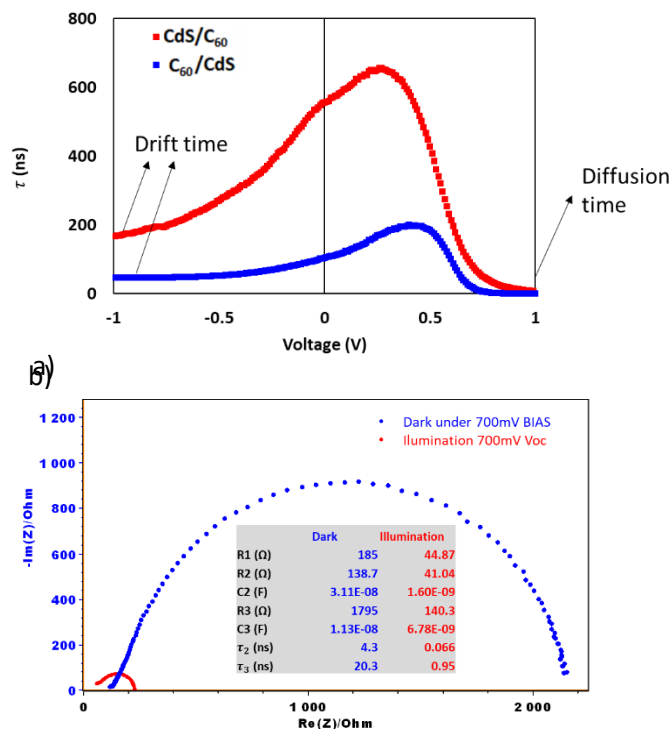 800
CdS/C60
C60/CdS
600
Drift time
400
τ (ns)
Diffusion
time
200
0
-1
-0.5
0
0.5
1
Voltage (V)
a)
b)
1 200
Dark under 700mV BIAS
Ilumination 700mV Voc
1 000
-Im(Z)/Ohm
800
600
400
200
0
Dark Illumination
R1 (Ω) 185 44.87
R2 (Ω) 138.7 41.04
C2 (F) 3.11E-08 1.60E-09
R3 (Ω) 1795 140.3
C3 (F) 1.13E-08 6.78E-09
τ2 (ns) 4.3 0.066
τ3 (ns) 20.3 0.95
0
1 000
2 000
Re(Z)/Ohm